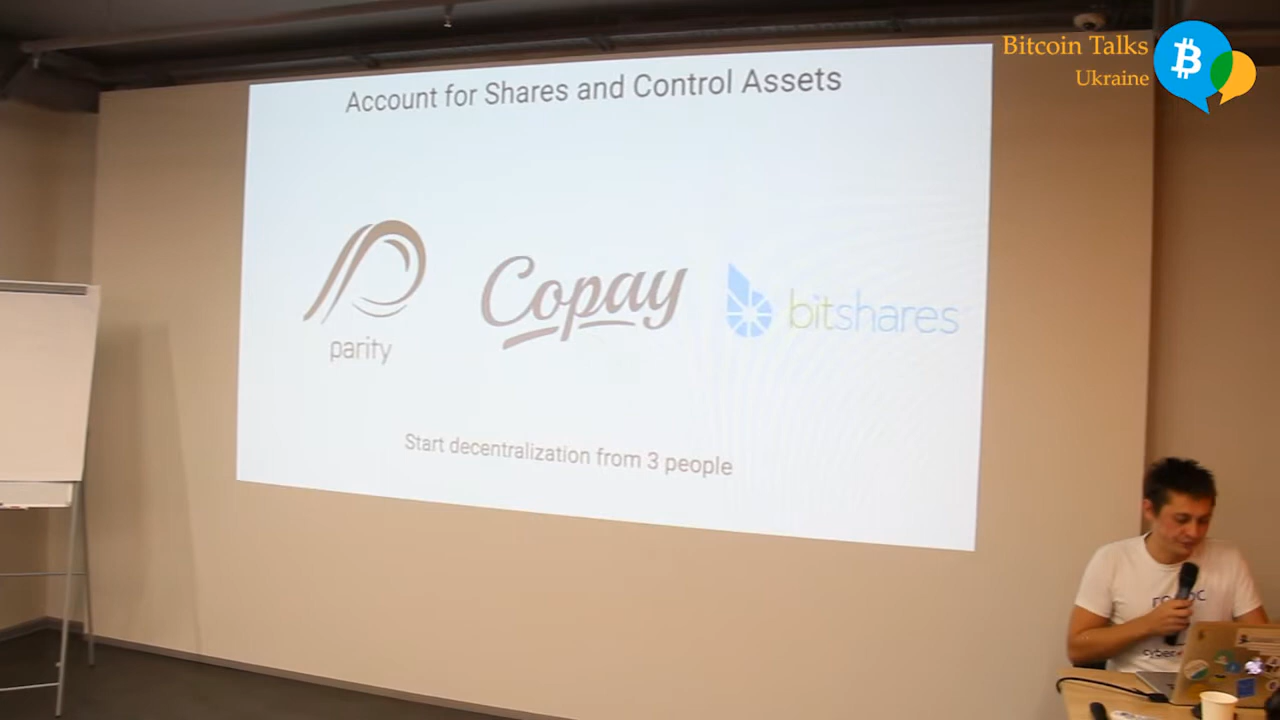 Bitcoin Talks
Ukraine
Account for Shares and Control Assets
parity
Copay
bitshares
Start decentralization from 3 people